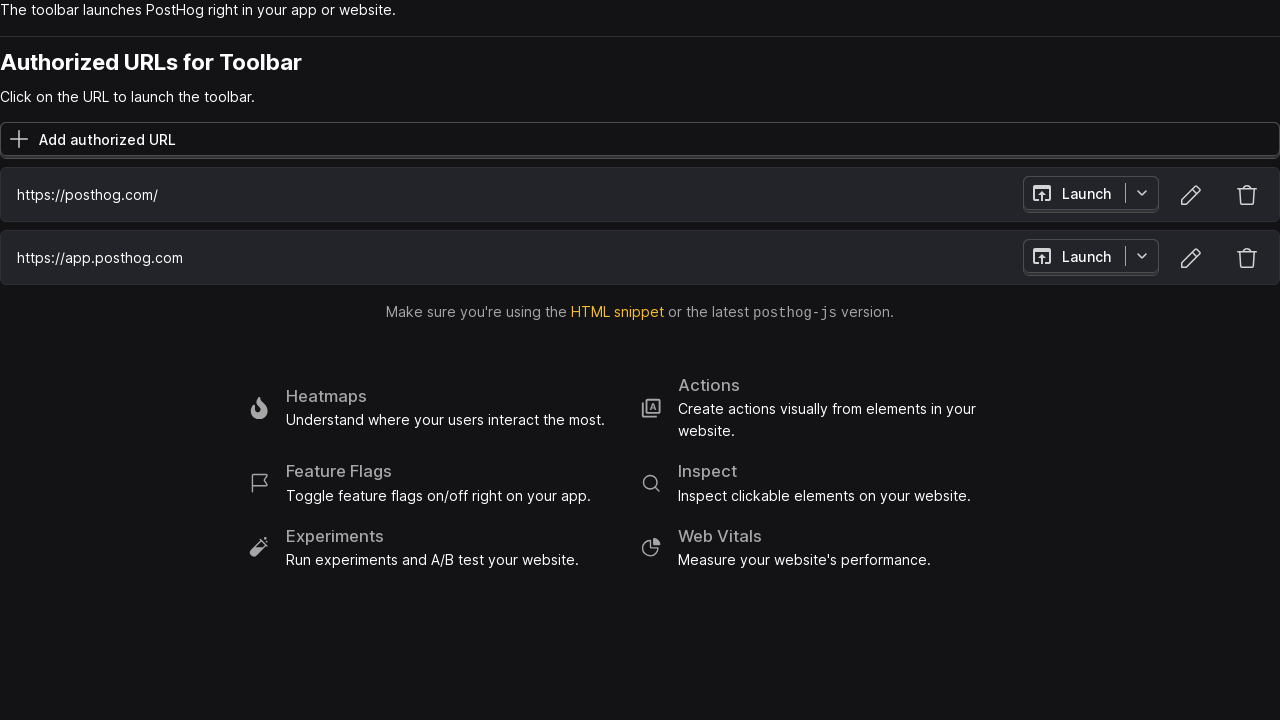 The toolbar launches PostHog right in your app or website.
Authorized URLs for Toolbar
Click on the URL to launch the toolbar.
Add authorized URL
https://posthog.com/
Launch
https://app.posthog.com
Launch
Make sure you're using the HTML snippet or the latest posthog-js version.
Heatmaps
Understand where your users interact the most.
Actions
Create actions visually from elements in your
website.
Feature Flags
Toggle feature flags on/off right on your app.
Inspect
Inspect clickable elements on your website.
Experiments
Run experiments and A/B test your website.
Web Vitals
Measure your website's performance.